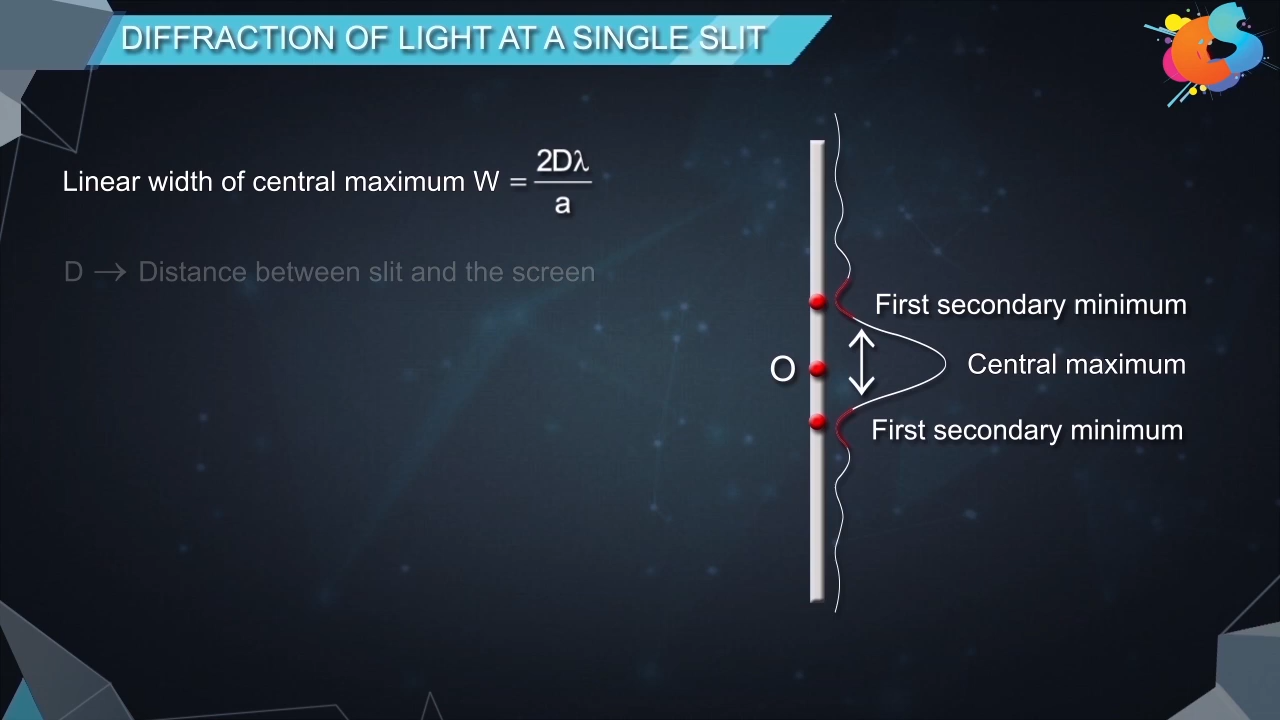 DIFFRACTION OF LIGHT AT A SINGLE SLIT
Linear width of central maximum W = 2Dλ/a
D → Distance between slit and the screen
First secondary minimum
O
Central maximum
First secondary minimum